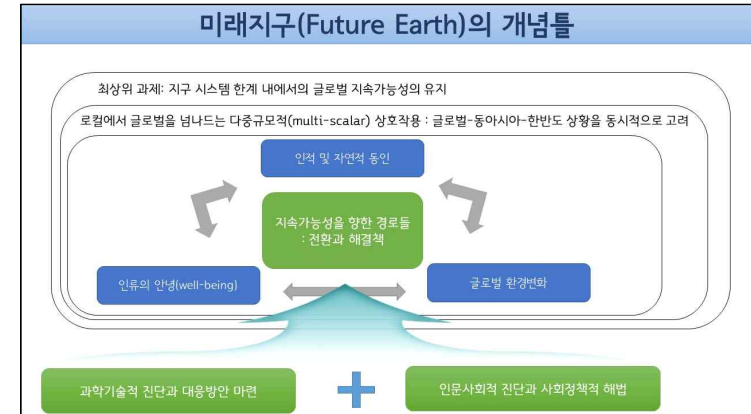 미래지구(Future Earth)의 개념틀
최상위 과제: 지구 시스템 한계 내에서의 글로벌 지속가능성의 유지
로컬에서 글로벌을 넘나드는 다중규모적(multi-scalar) 상호작용 : 글로벌-동아시아-한반도 상황을 동시적으로 고려
인적 및 자연적 동인
지속가능성을 향한 경로들
: 전환과 해결책
인류의 안녕(well-being)
글로벌 환경변화
과학기술적 진단과 대응방안 마련
인문사회적 진단과 사회정책적 해법